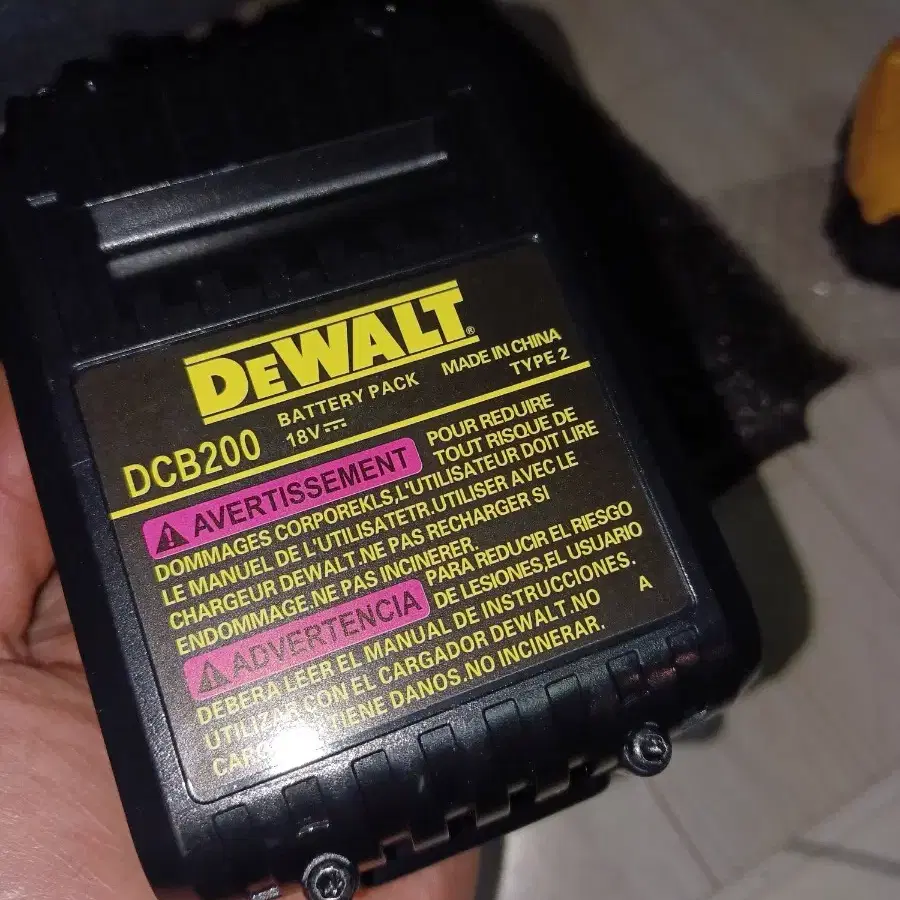 DEWALT®
BATTERY PACK MADE IN CHINA
DCB200 18V TYPE 2
⚠ AVERTISSEMENT POUR REDUIRE
TOUT RISQUE DE
DOMMAGES CORPOREKLS,L'UTILISATEUR DOIT LIRE
LE MANUEL DE L'UTILISATETR.UTILISER AVEC LE
CHARGEUR DEWALT.NE PAS RECHARGER SI
ENDOMMAGE.NE PAS INCINERER.
⚠ ADVERTENCIA PARA REDUCIR EL RIESGO
DE LESIONES,EL USUARIO
DEBERA LEER EL MANUAL DE INSTRUCCIONES.
UTILIZAR CON EL CARGADOR DEWALT.NO
TIENE DANOS.NO INCINERAR.
A